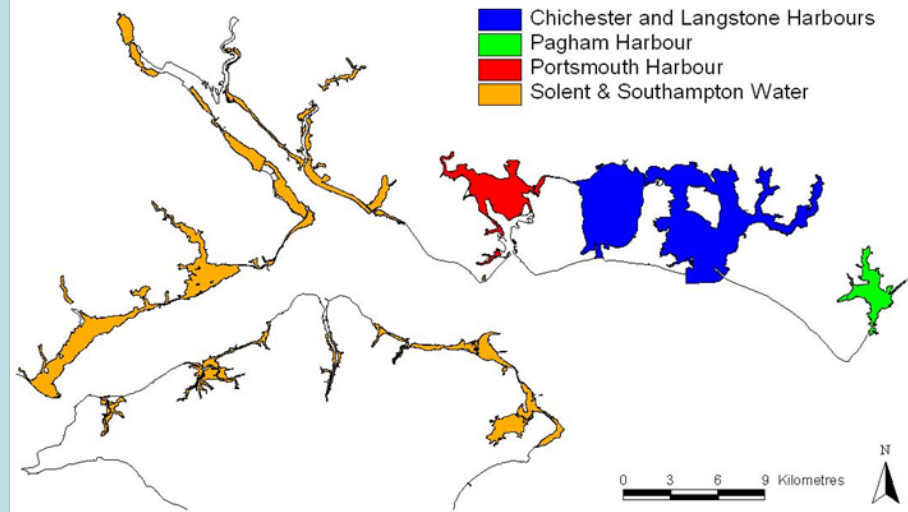 Chichester and Langstone Harbours
Pagham Harbour
Portsmouth Harbour
Solent & Southampton Water
N
0 3 6 9 Kilometres